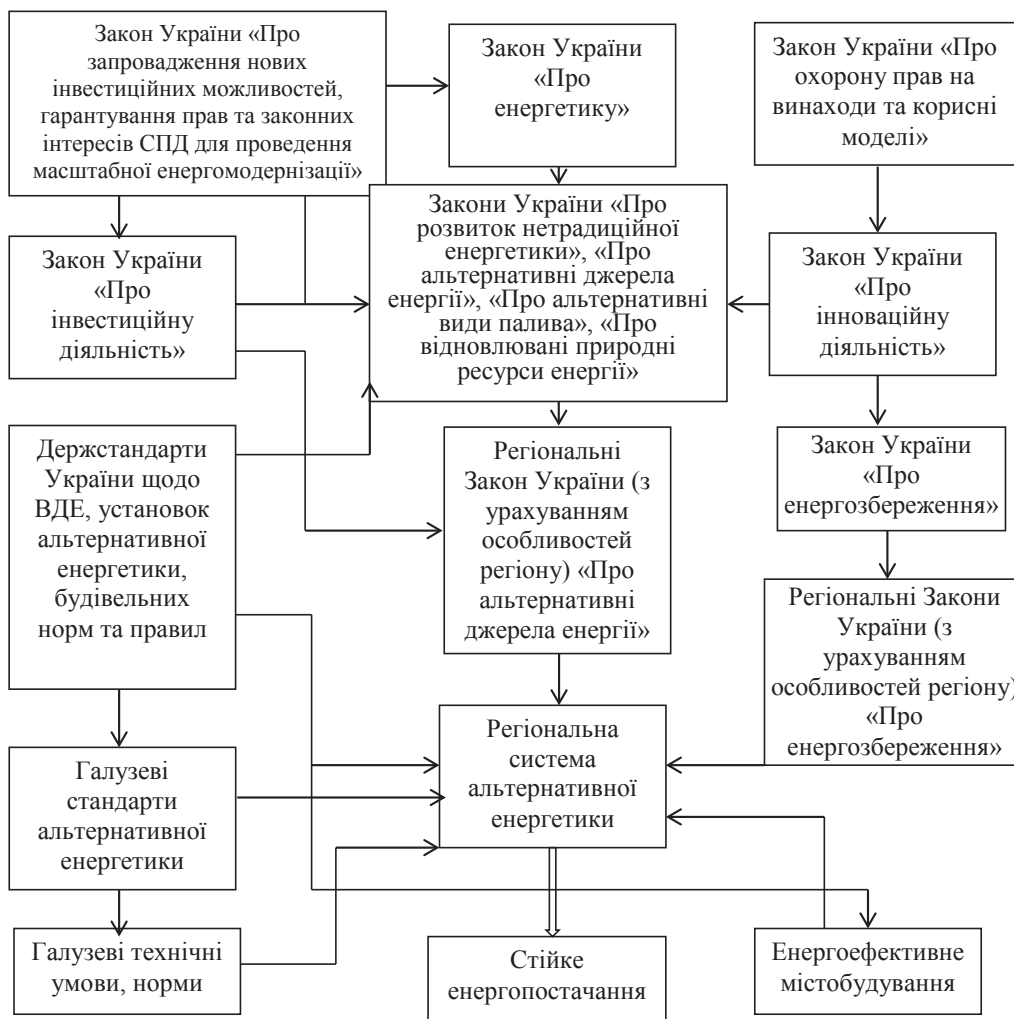 Закон України «Про
запровадження нових
інвестиційних можливостей,
гарантування прав та законних
інтересів СПД для проведення
масштабної енергомодернізації»
Закон України
«Про
енергетику»
Закон України «Про
охорону прав на
винаходи та корисні
моделі»
Закон України
«Про
інвестиційну
діяльність»
Закони України «Про
розвиток нетрадиційної
енергетики», «Про
альтернативні джерела
енергії», «Про альтернативні
види палива», «Про
відновлювані природні
ресурси енергії»
Закон України
«Про
інноваційну
діяльність»
Держстандарти
України щодо
ВДЕ, установок
альтернативної
енергетики,
будівельних
норм та правил
Регіональні
Закон України (з
урахуванням
особливостей
регіону) «Про
альтернативні
джерела енергії»
Закон України
«Про
енергозбереження»
Регіональні Закони
України (з
урахуванням
особливостей регіону)
«Про
енергозбереження»
Галузеві
стандарти
альтернативної
енергетики
Регіональна
система
альтернативної
енергетики
Галузеві технічні
умови, норми
Стійке
енергопостачання
Енергоефективне
містобудування